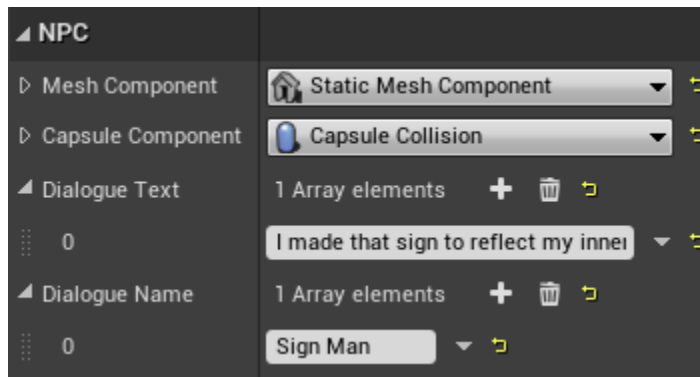 NPC
Mesh Component Static Mesh Component
Capsule Component Capsule Collision
Dialogue Text 1 Array elements
0 I made that sign to reflect my inner
Dialogue Name 1 Array elements
0 Sign Man